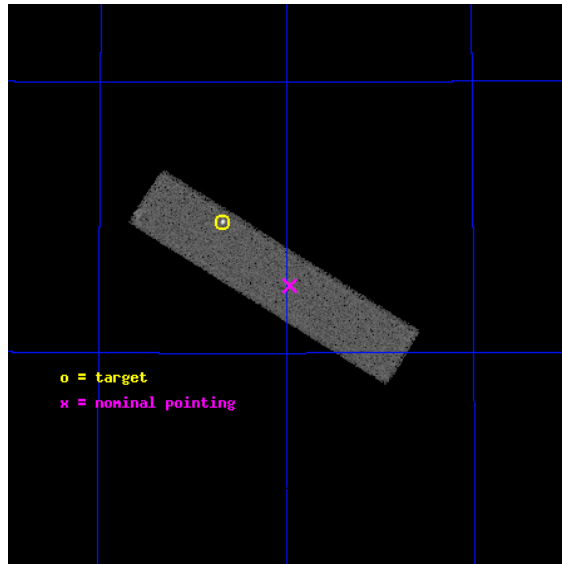 o = target
x = nominal pointing